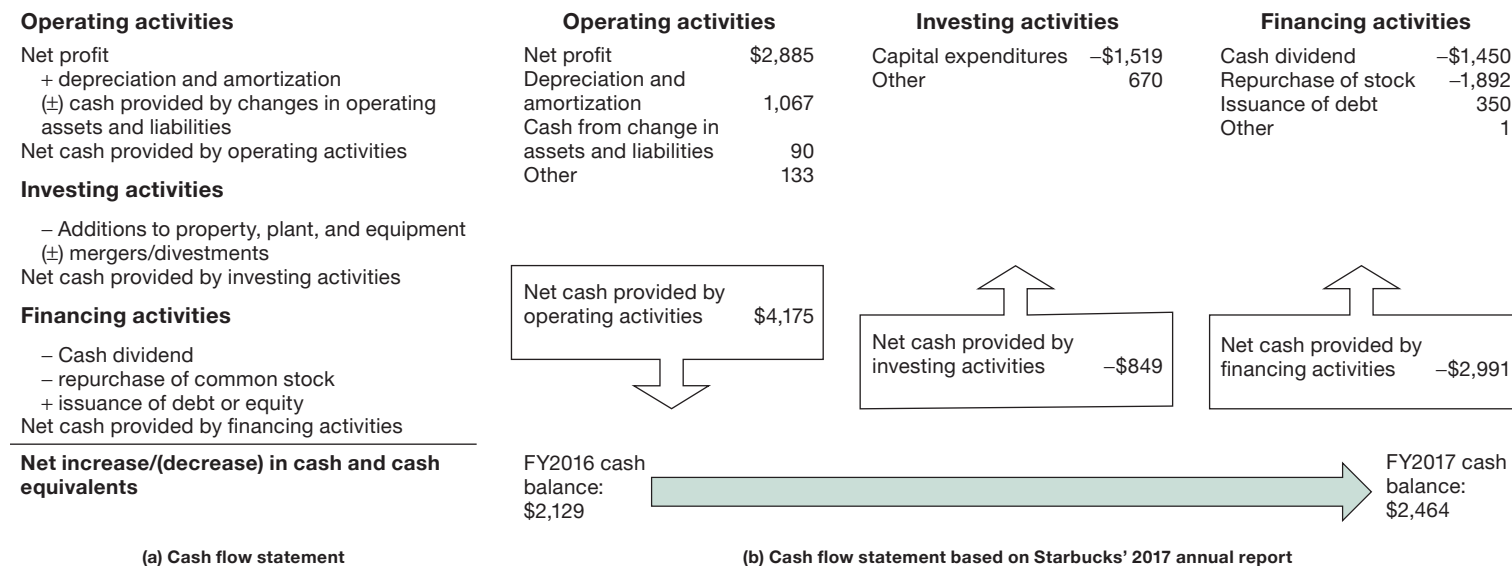 Operating activities
Net profit
+ depreciation and amortization
(±) cash provided by changes in operating
assets and liabilities
Net cash provided by operating activities
Investing activities
– Additions to property, plant, and equipment
(±) mergers/divestments
Net cash provided by investing activities
Financing activities
– Cash dividend
– repurchase of common stock
+ issuance of debt or equity
Net cash provided by financing activities
Net increase/(decrease) in cash and cash
equivalents
(a) Cash flow statement
Operating activities
Net profit $2,885
Depreciation and
amortization 1,067
Cash from change in
assets and liabilities 90
Other 133
Net cash provided by
operating activities $4,175
Investing activities
Capital expenditures –$1,519
Other 670
Net cash provided by
investing activities –$849
Financing activities
Cash dividend –$1,450
Repurchase of stock –1,892
Issuance of debt 350
Other 1
Net cash provided by
financing activities –$2,991
FY2016 cash
balance:
$2,129
FY2017 cash
balance:
$2,464
(b) Cash flow statement based on Starbucks' 2017 annual report